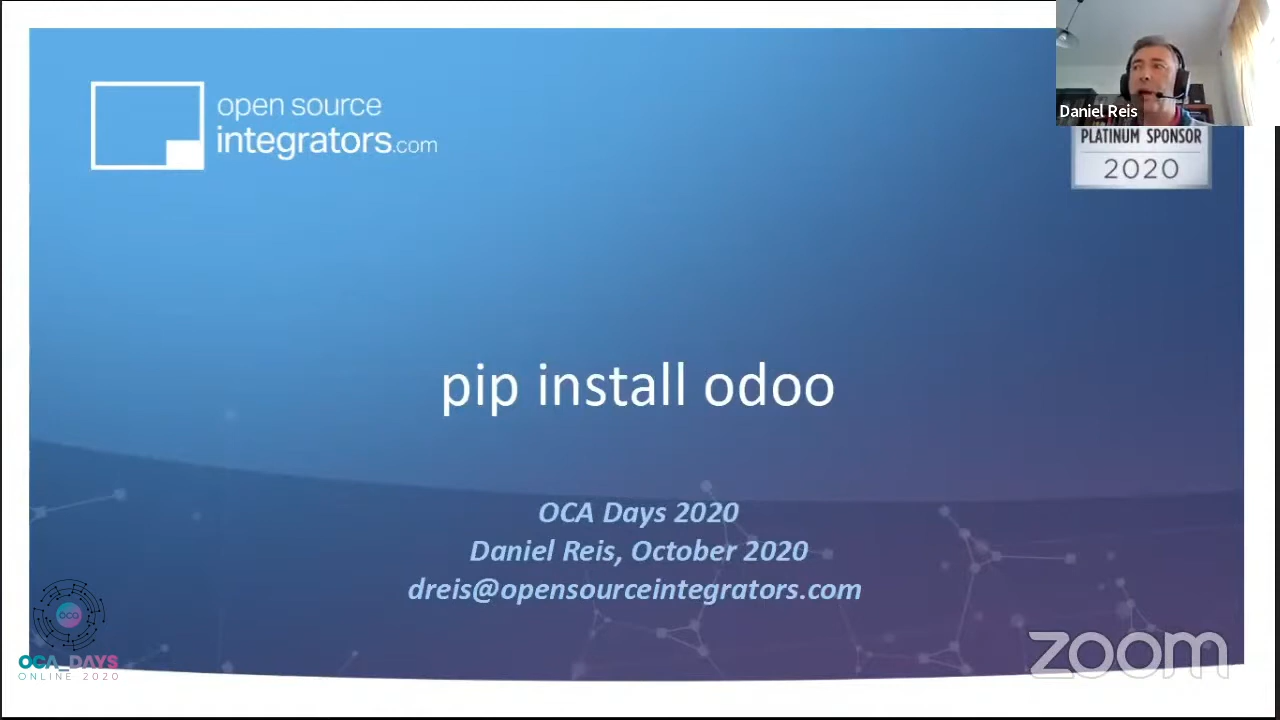 open source
integrators.com
Daniel Reis
PLATINUM SPONSOR
2020
pip install odoo
OCA Days 2020
Daniel Reis, October 2020
dreis@opensourceintegrators.com
OCA
OCA_DAYS
ONLINE 2020
zoom